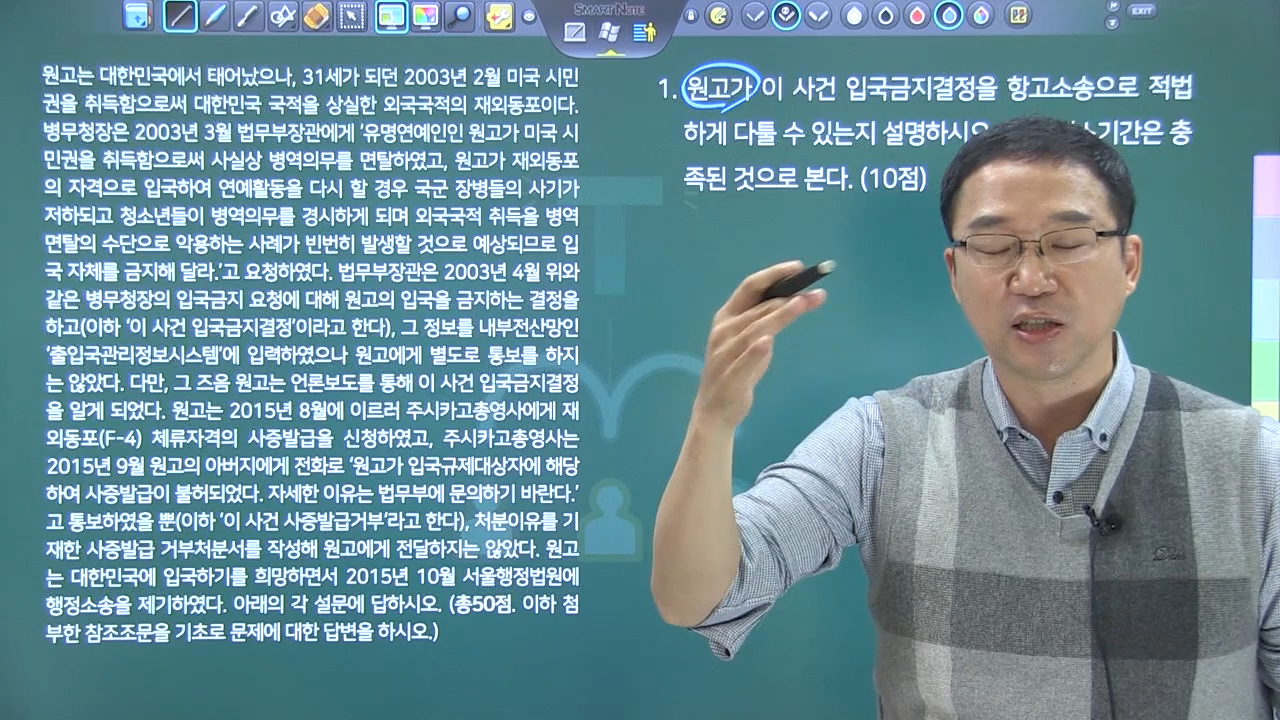 SMART NOTE
EXIT
원고는 대한민국에서 태어났으나, 31세가 되던 2003년 2월 미국 시민
권을 취득함으로써 대한민국 국적을 상실한 외국국적의 재외동포이다.
병무청장은 2003년 3월 법무부장관에게 '유명연예인인 원고가 미국 시
민권을 취득함으로써 사실상 병역의무를 면탈하였고, 원고가 재외동포
의 자격으로 입국하여 연예활동을 다시 할 경우 국군 장병들의 사기가
저하되고 청소년들이 병역의무를 경시하게 되며 외국국적 취득을 병역
면탈의 수단으로 악용하는 사례가 빈번히 발생할 것으로 예상되므로 입
국 자체를 금지해 달라.'고 요청하였다. 법무부장관은 2003년 4월 위와
같은 병무청장의 입국금지 요청에 대해 원고의 입국을 금지하는 결정을
하고(이하 '이 사건 입국금지결정'이라고 한다), 그 정보를 내부전산망인
'출입국관리정보시스템'에 입력하였으나 원고에게 별도로 통보를 하지
는 않았다. 다만, 그 즈음 원고는 언론보도를 통해 이 사건 입국금지결정
을 알게 되었다. 원고는 2015년 8월에 이르러 주시카고총영사에게 재
외동포(F-4) 체류자격의 사증발급을 신청하였고, 주시카고총영사는
2015년 9월 원고의 아버지에게 전화로 '원고가 입국규제대상자에 해당
하여 사증발급이 불허되었다. 자세한 이유는 법무부에 문의하기 바란다.'
고 통보하였을 뿐(이하 '이 사건 사증발급거부'라고 한다), 처분이유를 기
재한 사증발급 거부처분서를 작성해 원고에게 전달하지는 않았다. 원고
는 대한민국에 입국하기를 희망하면서 2015년 10월 서울행정법원에
행정소송을 제기하였다. 아래의 각 설문에 답하시오. (총50점. 이하 첨
부한 참조조문을 기초로 문제에 대한 답변을 하시오.)
1. 원고가 이 사건 입국금지결정을 항고소송으로 적법
하게 다툴 수 있는지 설명하시오 기간은 충
족된 것으로 본다. (10점)